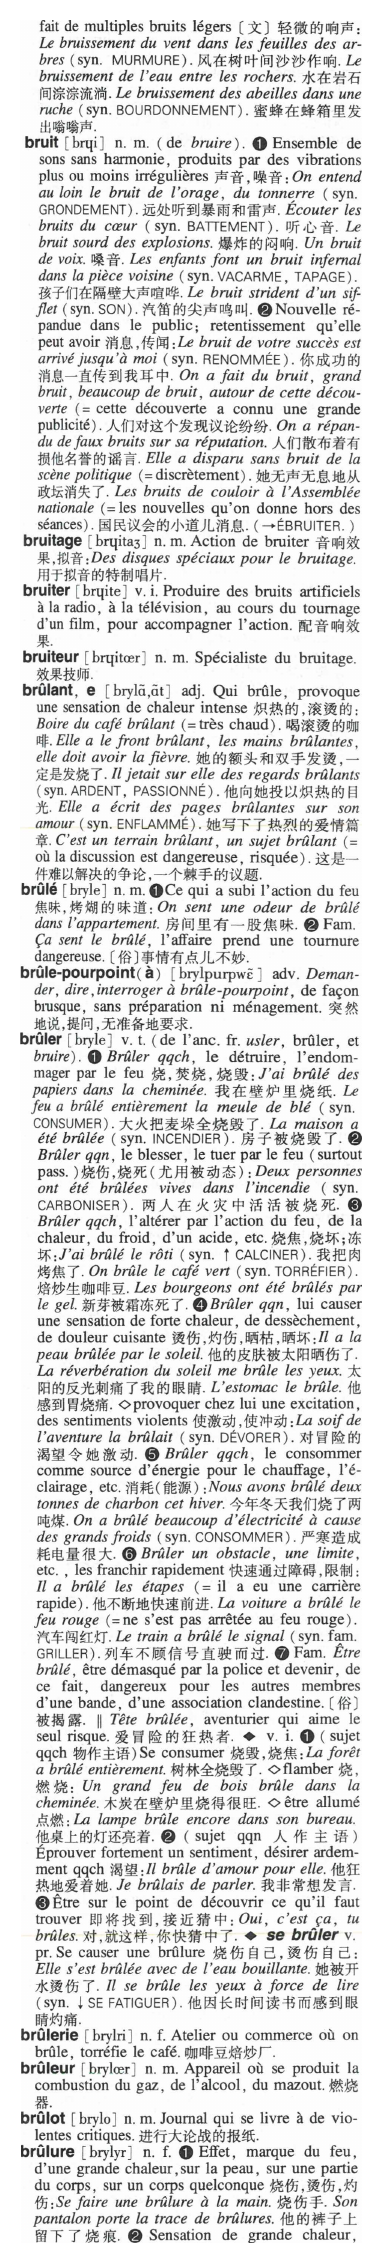 fait de multiples bruits légers〔文〕轻微的响声:
Le bruissement du vent dans les feuilles des ar-
bres (syn. MURMURE). 风在树叶间沙沙作响. Le
bruissement de l'eau entre les rochers. 水在岩石
间淙淙流淌. Le bruissement des abeilles dans une
ruche (syn. BOURDONNEMENT). 蜜蜂在蜂箱里发
出嗡嗡声.
bruit [brɥi] n. m. (de bruire). ❶ Ensemble de
sons sans harmonie, produits par des vibrations
plus ou moins irrégulières 声音,噪音: On entend
au loin le bruit de l'orage, du tonnerre (syn.
GRONDEMENT). 远处听到暴雨和雷声. Écouter les
bruits du cœur (syn. BATTEMENT). 听心音. Le
bruit sourd des explosions. 爆炸的闷响. Un bruit
de voix. 嗓音. Les enfants font un bruit infernal
dans la pièce voisine (syn. VACARME, TAPAGE).
孩子们在隔壁大声喧哗. Le bruit strident d'un sif-
flet (syn. SON). 汽笛的尖声鸣叫. ❷ Nouvelle ré-
pandue dans le public; retentissement qu'elle
peut avoir 消息,传闻: Le bruit de votre succès est
arrivé jusqu'à moi (syn. RENOMMÉE). 你成功的
消息一直传到我耳中. On a fait du bruit, grand
bruit, beaucoup de bruit, autour de cette décou-
verte (= cette découverte a connu une grande
publicité). 人们对这个发现议论纷纷. On a répan-
du de faux bruits sur sa réputation. 人们散布着有
损他名誉的谣言. Elle a disparu sans bruit de la
scène politique (= discrètement). 她无声无息地从
政坛消失了. Les bruits de couloir à l'Assemblée
nationale (= les nouvelles qu'on donne hors des
séances). 国民议会的小道儿消息. (→ÉBRUITER.)
bruitage [brɥitaʒ] n. m. Action de bruiter 音响效
果,拟音: Des disques spéciaux pour le bruitage.
用于拟音的特制唱片.
bruiter [brɥite] v. i. Produire des bruits artificiels
à la radio, à la télévision, au cours du tournage
d'un film, pour accompagner l'action. 配音响效
果.
bruiteur [brɥitœr] n. m. Spécialiste du bruitage.
效果技师.
brûlant, e [brylɑ̃,ɑ̃t] adj. Qui brûle, provoque
une sensation de chaleur intense 炽热的,滚烫的:
Boire du café brûlant (= très chaud). 喝滚烫的咖
啡. Elle a le front brûlant, les mains brûlantes,
elle doit avoir la fièvre. 她的额头和双手发烫,一
定是发烧了. Il jetait sur elle des regards brûlants
(syn. ARDENT, PASSIONNÉ). 他向她投以炽热的目
光. Elle a écrit des pages brûlantes sur son
amour (syn. ENFLAMMÉ). 她写下了热烈的爱情篇
章. C'est un terrain brûlant, un sujet brûlant (=
où la discussion est dangereuse, risquée). 这是一
件难以解决的争论,一个棘手的议题.
brûlé [bryle] n. m. ❶ Ce qui a subi l'action du feu
焦味,烤煳的味道: On sent une odeur de brûlé
dans l'appartement. 房间里有一股焦味. ❷ Fam.
Ça sent le brûlé, l'affaire prend une tournure
dangereuse. 〔俗〕事情有点儿不妙.
brûle-pourpoint(à) [brylpurpwɛ̃] adv. Deman-
der, dire, interroger à brûle-pourpoint, de façon
brusque, sans préparation ni ménagement. 突然
地说,提问,无准备地要求.
brûler [bryle] v. t. (de l'anc. fr. usler, brûler, et
bruire). ❶ Brûler qqch, le détruire, l'endom-
mager par le feu 烧,焚烧,烧毁: J'ai brûlé des
papiers dans la cheminée. 我在壁炉里烧纸. Le
feu a brûlé entièrement la meule de blé (syn.
CONSUMER). 大火把麦垛全烧毁了. La maison a
été brûlée (syn. INCENDIER). 房子被烧毁了. ❷
Brûler qqn, le blesser, le tuer par le feu (surtout
pass.) 烧伤,烧死(尤用被动态): Deux personnes
ont été brûlées vives dans l'incendie (syn.
CARBONISER). 两人在火灾中活活被烧死. ❸
Brûler qqch, l'altérer par l'action du feu, de la
chaleur, du froid, d'un acide, etc. 烧焦,烧坏;冻
坏: J'ai brûlé le rôti (syn. ↑ CALCINER). 我把肉
烤焦了. On brûle le café vert (syn. TORRÉFIER).
焙炒生咖啡豆. Les bourgeons ont été brûlés par
le gel. 新芽被霜冻死了. ❹ Brûler qqn, lui causer
une sensation de forte chaleur, de dessèchement,
de douleur cuisante 烫伤,灼伤,晒枯,晒坏: Il a la
peau brûlée par le soleil. 他的皮肤被太阳晒伤了.
La réverbération du soleil me brûle les yeux. 太
阳的反光刺痛了我的眼睛. L'estomac le brûle. 他
感到胃烧痛. ◇provoquer chez lui une excitation,
des sentiments violents 使激动,使冲动: La soif de
l'aventure la brûlait (syn. DÉVORER). 对冒险的
渴望令她激动. ❺ Brûler qqch, le consommer
comme source d'énergie pour le chauffage, l'é-
clairage, etc. 消耗(能源): Nous avons brûlé deux
tonnes de charbon cet hiver. 今年冬天我们烧了两
吨煤. On a brûlé beaucoup d'électricité à cause
des grands froids (syn. CONSOMMER). 严寒造成
耗电量很大. ❻ Brûler un obstacle, une limite,
etc., les franchir rapidement 快速通过障碍,限制:
Il a brûlé les étapes (= il a eu une carrière
rapide). 他不断地快速前进. La voiture a brûlé le
feu rouge (= ne s'est pas arrêtée au feu rouge).
汽车闯红灯. Le train a brûlé le signal (syn. fam.
GRILLER). 列车不顾信号直驶而过. ❼ Fam. Être
brûlé, être démasqué par la police et devenir, de
ce fait, dangereux pour les autres membres
d'une bande, d'une association clandestine. 〔俗〕
被揭露. ‖ Tête brûlée, aventurier qui aime le
seul risque. 爱冒险的狂热者. ◆ v. i. ❶ (sujet
qqch 物作主语) Se consumer 烧毁,烧焦: La forêt
a brûlé entièrement. 树林全烧毁了. ◇flamber 烧,
燃烧: Un grand feu de bois brûle dans la
cheminée. 木炭在壁炉里烧得很旺. ◇être allumé
点燃: La lampe brûle encore dans son bureau.
他桌上的灯还亮着. ❷ (sujet qqn 人作主语)
Éprouver fortement un sentiment, désirer ardem-
ment qqch 渴望: Il brûle d'amour pour elle. 他狂
热地爱着她. Je brûlais de parler. 我非常想发言.
❸ Être sur le point de découvrir ce qu'il faut
trouver 即将找到,接近猜中: Oui, c'est ça, tu
brûles. 对,就这样,你快猜中了. ◆ se brûler v.
pr. Se causer une brûlure 烧伤自己,烫伤自己:
Elle s'est brûlée avec de l'eau bouillante. 她被开
水烫伤了. Il se brûle les yeux à force de lire
(syn. ↓ SE FATIGUER). 他因长时间读书而感到眼
睛灼痛.
brûlerie [brylri] n. f. Atelier ou commerce où on
brûle, torréfie le café. 咖啡豆焙炒厂.
brûleur [brylœr] n. m. Appareil où se produit la
combustion du gaz, de l'alcool, du mazout. 燃烧
器.
brûlot [brylo] n. m. Journal qui se livre à de vio-
lentes critiques. 进行大论战的报纸.
brûlure [brylyr] n. f. ❶ Effet, marque du feu,
d'une grande chaleur, sur la peau, sur une partie
du corps, sur un corps quelconque 烧伤,烫伤,灼
伤: Se faire une brûlure à la main. 烧伤手. Son
pantalon porte la trace de brûlures. 他的裤子上
留下了烧痕. ❷ Sensation de grande chaleur,